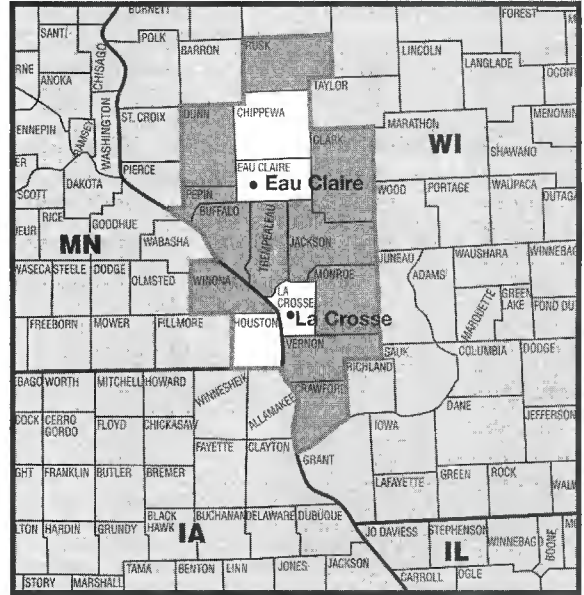 BURNETT
FOREST
SANTI
POLK
BARRON
RUSK
LINCOLN
LANGLADE
OCONT
CHISAGO
ANOKA
TAYLOR
WASHINGTON
RAMSEY
ST. CROIX
DUNN
CHIPPEWA
CLARK
MARATHON
WI
MENOMIN
SHAWANO
ENNEPIN
PIERCE
EAU CLAIRE
Eau Claire
WOOD
PORTAGE
WAUPACA
OUTAGA
SCOTT
DAKOTA
PEPIN
BUFFALO
TREMPEALEAU
JACKSON
RICE
GOODHUE
MN
WABASHA
JUNEAU
ADAMS
WAUSHARA
WINNEBAG
WASECA
STEELE
DODGE
OLMSTED
WINONA
LA CROSSE
MONROE
MARQUETTE
GREEN LAKE
FOND DU
La Crosse
FREEBORN
MOWER
FILLMORE
HOUSTON
VERNON
SAUK
COLUMBIA
DODGE
RICHLAND
BAGO
WORTH
MITCHELL
HOWARD
WINNESHEK
ALLAMAKEE
CRAWFORD
DANE
JEFFERSON
COCK
CERRO GORDO
FLOYD
CHICKASAW
IOWA
FAYETTE
CLAYTON
GRANT
GHT
FRANKLIN
BUTLER
BREMER
LAFAYETTE
GREEN
ROCK
WALW
BLACK HAWK
BUCHANAN
DELAWARE
DUBUQUE
LTON
HARDIN
GRUNDY
IA
JO DAVIESS
STEPHENSON
WINNEBAGO
BOONE
IL
TAMA
BENTON
LINN
JONES
JACKSON
CARROLL
OGLE
STORY
MARSHALL